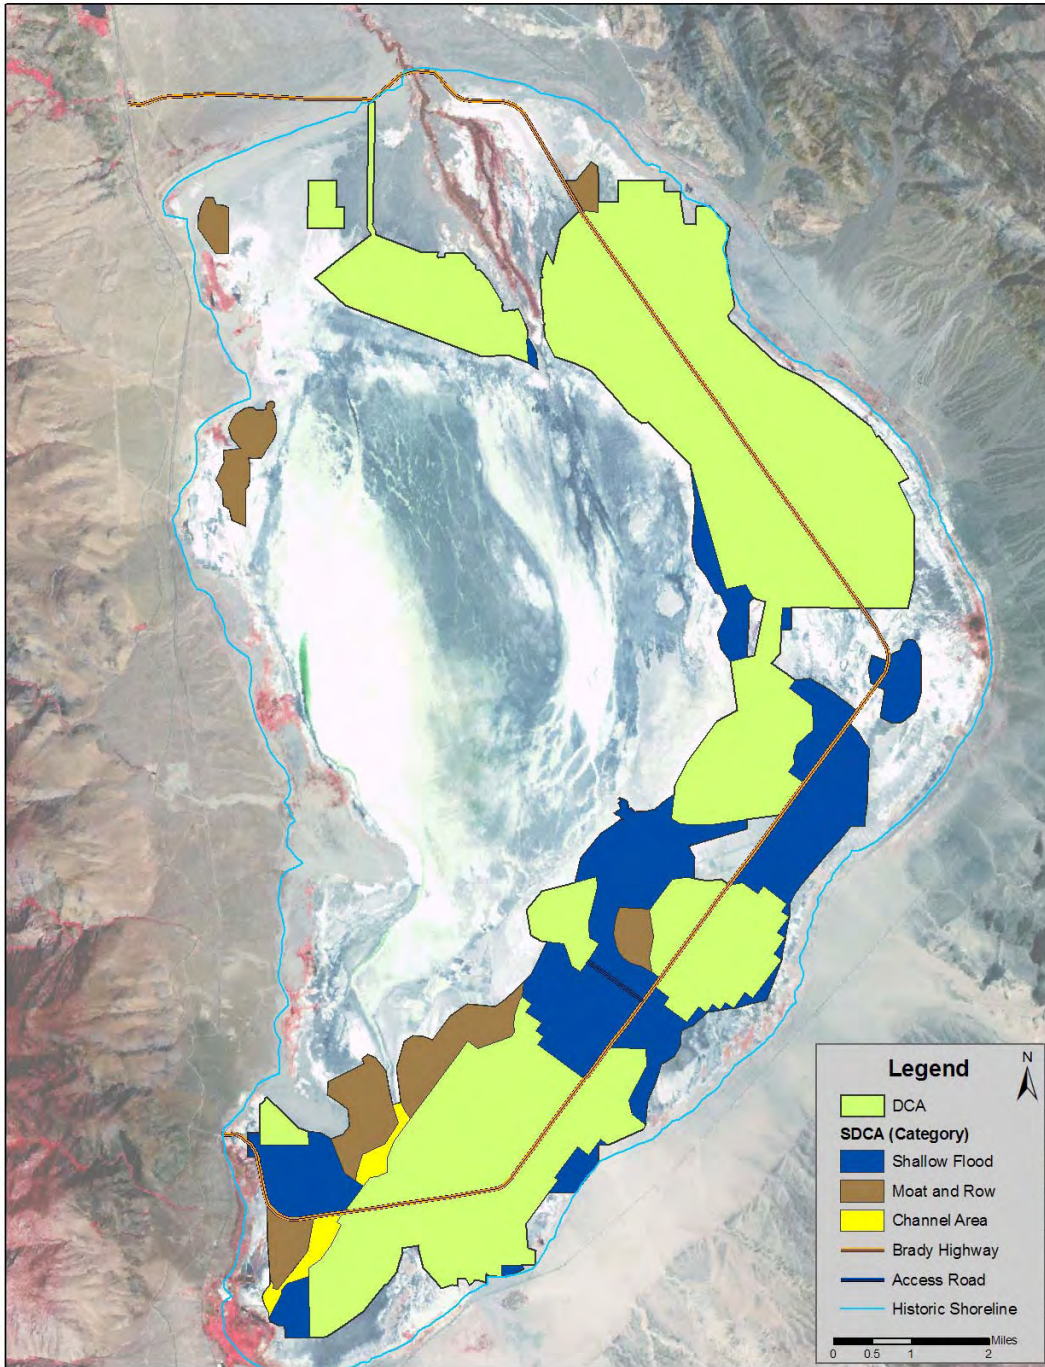 Legend
N
DCA
SDCA (Category)
Shallow Flood
Moat and Row
Channel Area
Brady Highway
Access Road
Historic Shoreline
Miles
0 0.5 1 2